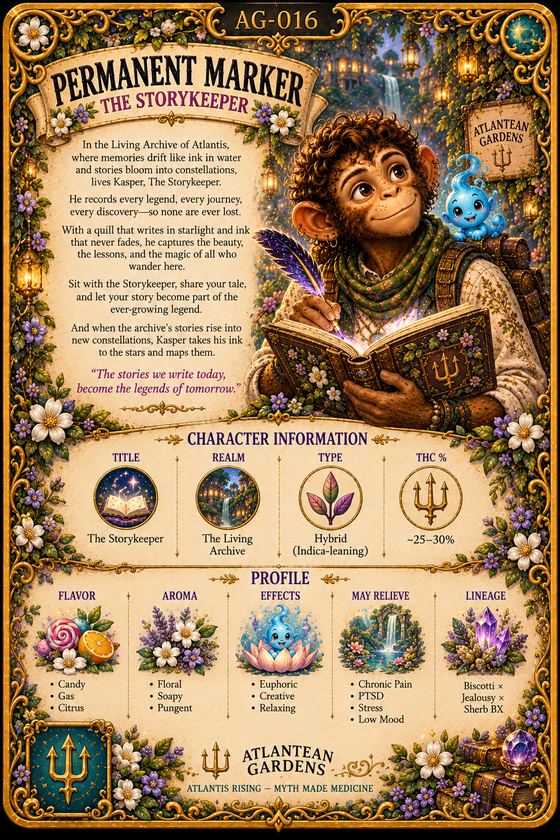 AG-016
PERMANENT MARKER
THE STORYKEEPER
In the Living Archive of Atlantis,
where memories drift like ink in water
and stories bloom into constellations,
lives Kasper, The Storykeeper.
He records every legend, every journey,
every discovery—so none are ever lost.
With a quill that writes in starlight and ink
that never fades, he captures the beauty,
the lessons, and the magic of all who
wander here.
Sit with the Storykeeper, share your tale,
and let your story become part of the
ever-growing legend.
And when the archive's stories rise into
new constellations, Kasper takes his ink
to the stars and maps them.
"The stories we write today,
become the legends of tomorrow."
ATLANTEAN
GARDENS
CHARACTER INFORMATION
TITLE
The Storykeeper
REALM
The Living
Archive
TYPE
Hybrid
(Indica-leaning)
THC %
~25–30%
PROFILE
FLAVOR
• Candy
• Gas
• Citrus
AROMA
• Floral
• Soapy
• Pungent
EFFECTS
• Euphoric
• Creative
• Relaxing
MAY RELIEVE
• Chronic Pain
• PTSD
• Stress
• Low Mood
LINEAGE
Biscotti ×
Jealousy ×
Sherb BX
ATLANTEAN
GARDENS
ATLANTIS RISING – MYTH MADE MEDICINE